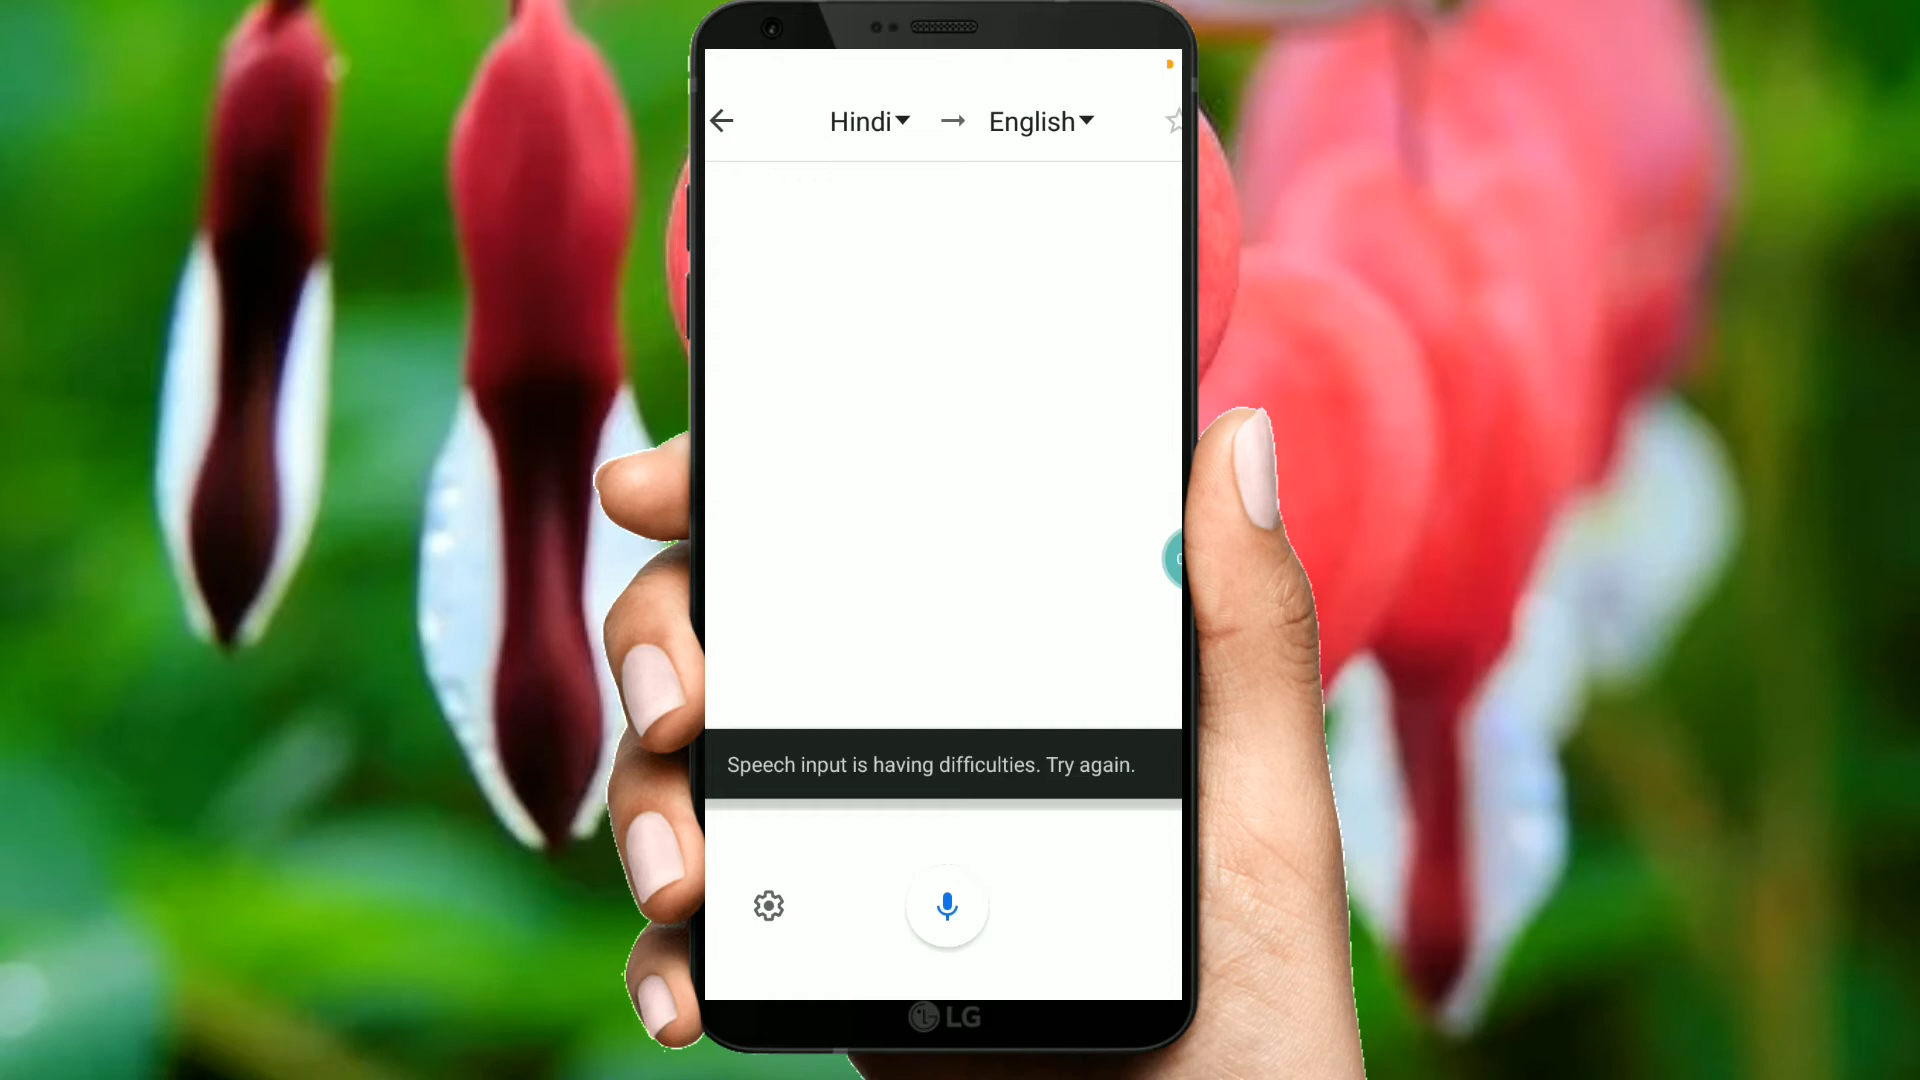 Hindi → English
Speech input is having difficulties. Try again.
LG